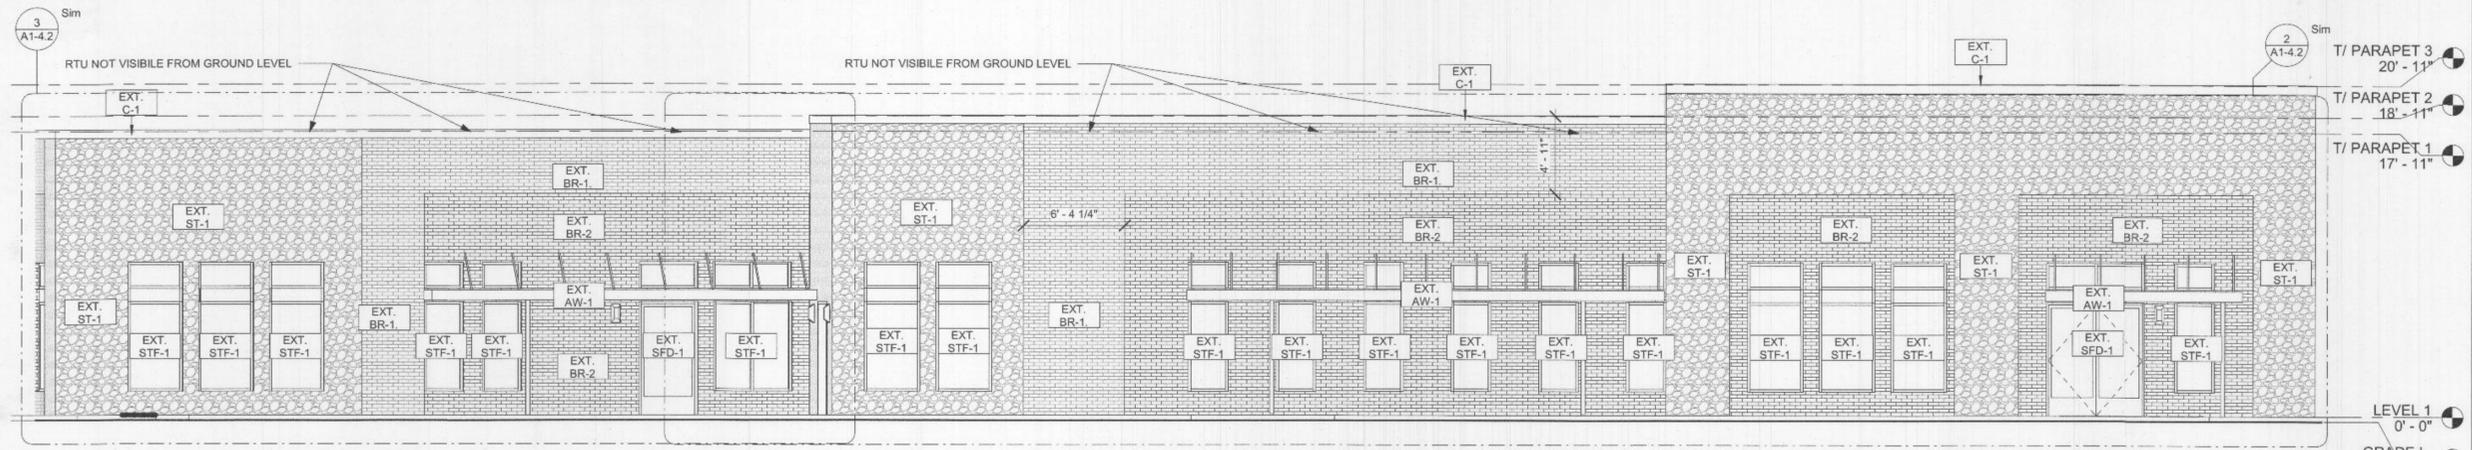 3
A1-4.2
Sim
RTU NOT VISIBILE FROM GROUND LEVEL
RTU NOT VISIBILE FROM GROUND LEVEL
EXT.
C-1
EXT.
C-1
EXT.
C-1
2
A1-4.2
Sim
T/ PARAPET 3
20' - 11"
T/ PARAPET 2
18' - 11"
T/ PARAPET 1
17' - 11"
4' - 11"
EXT.
BR-1.
EXT.
BR-1.
EXT.
ST-1
EXT.
BR-2
EXT.
ST-1
6' - 4 1/4"
EXT.
BR-2
EXT.
BR-2
EXT.
BR-2
EXT.
ST-1
EXT.
ST-1
EXT.
ST-1
EXT.
ST-1
EXT.
AW-1
EXT.
AW-1
EXT.
AW-1
EXT.
BR-1.
EXT.
BR-1.
EXT.
STF-1
EXT.
STF-1
EXT.
STF-1
EXT.
STF-1
EXT.
STF-1
EXT.
BR-2
EXT.
SFD-1
EXT.
STF-1
EXT.
STF-1
EXT.
STF-1
EXT.
STF-1
EXT.
STF-1
EXT.
STF-1
EXT.
STF-1
EXT.
STF-1
EXT.
STF-1
EXT.
STF-1
EXT.
STF-1
EXT.
STF-1
EXT.
SFD-1
EXT.
STF-1
LEVEL 1
0' - 0"